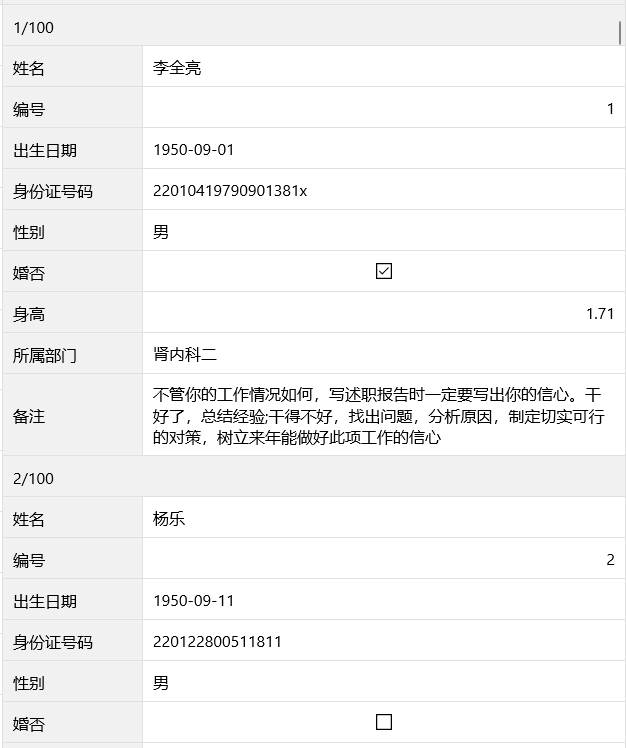 1/100
姓名 李全亮
编号 1
出生日期 1950-09-01
身份证号码 22010419790901381x
性别 男
婚否
身高 1.71
所属部门 肾内科二
备注 不管你的工作情况如何，写述职报告时一定要写出你的信心。干
好了，总结经验;干得不好，找出问题，分析原因，制定切实可行
的对策，树立来年能做好此项工作的信心
2/100
姓名 杨乐
编号 2
出生日期 1950-09-11
身份证号码 220122800511811
性别 男
婚否